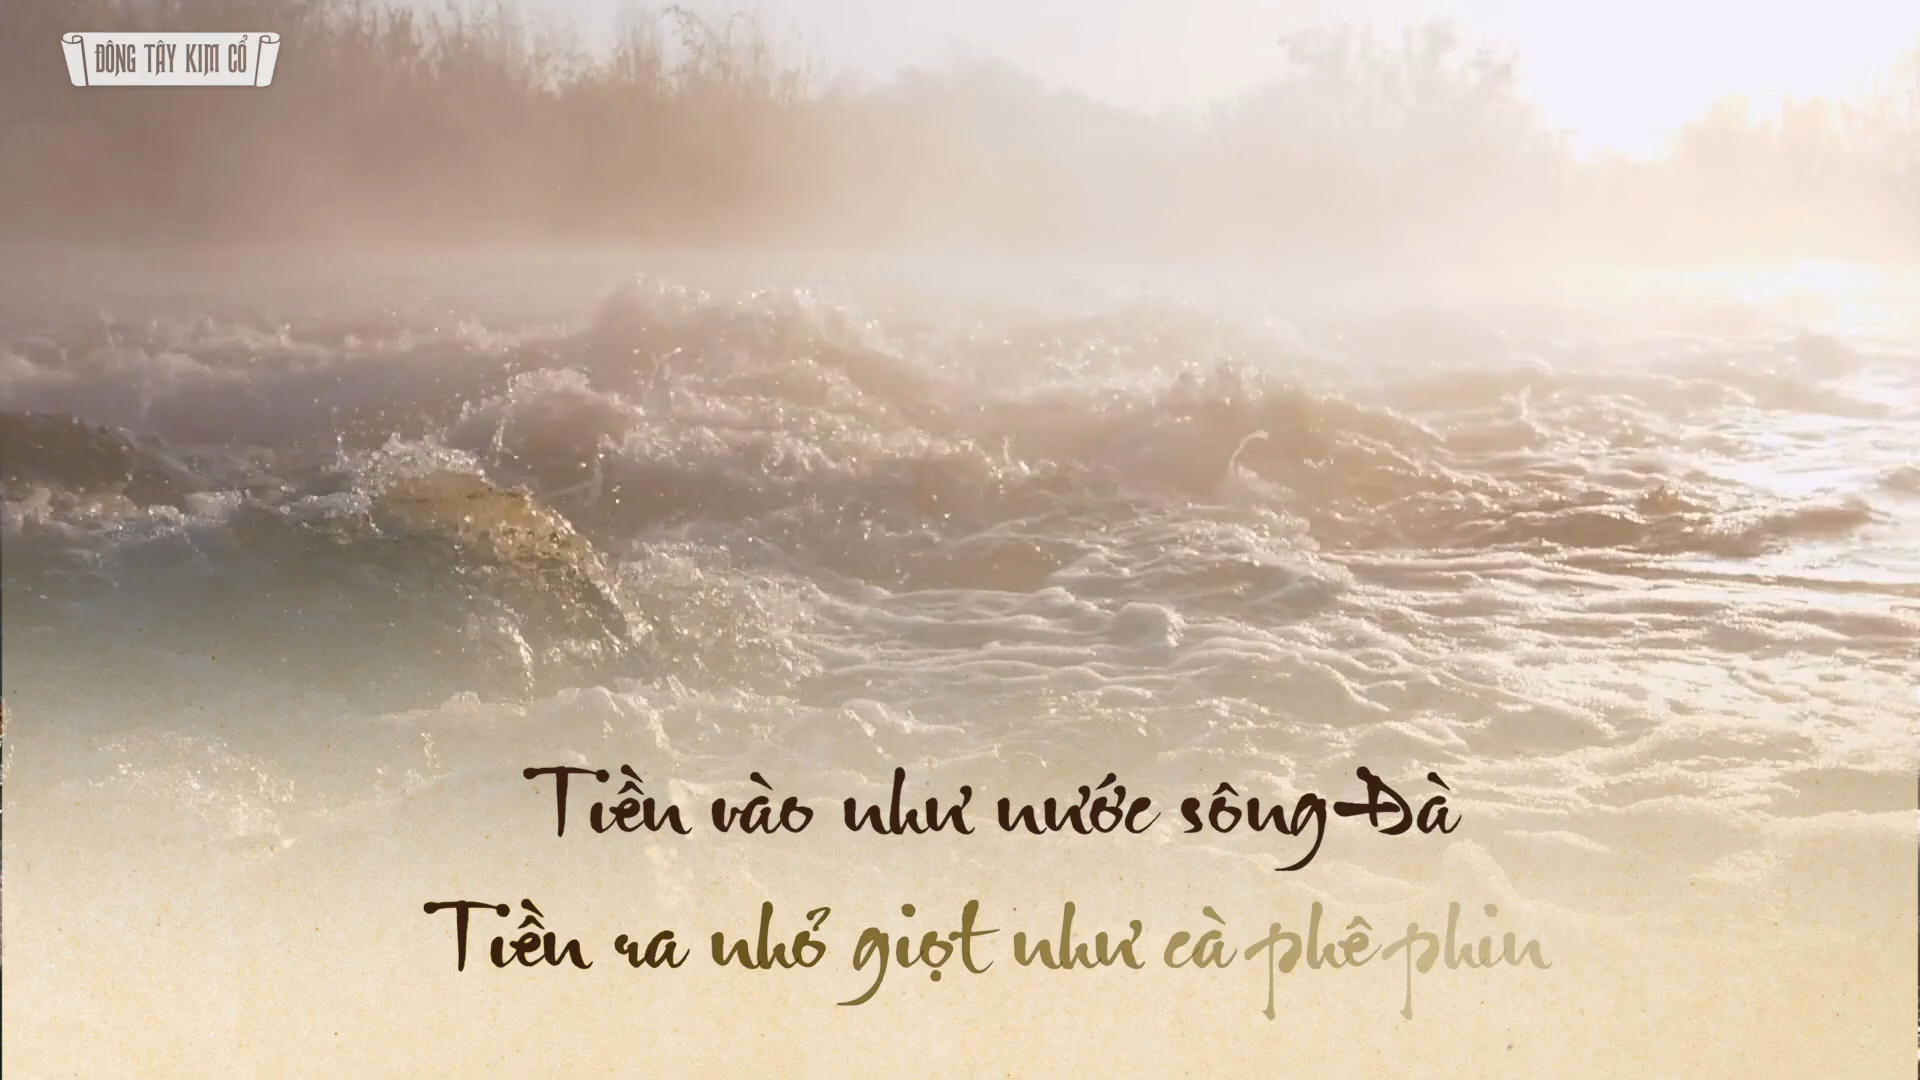 ĐÔNG TÂY KIM CỔ
Tiền vào như nước sông Đà
Tiền ra nhỏ giọt như cà phê phin